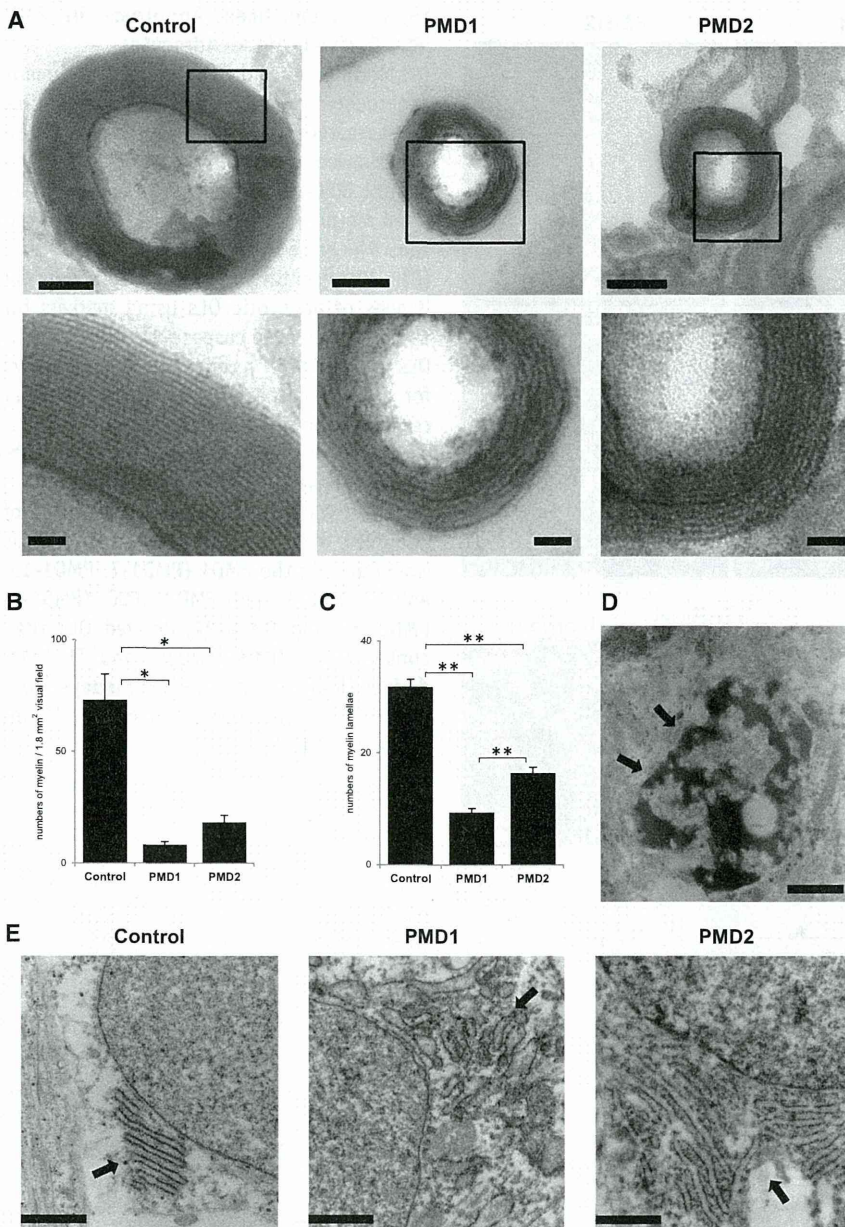 A
Control PMD1 PMD2
B
100
50
0
numbers of myelin / 1.8 mm² visual field
*
*
Control PMD1 PMD2
C
40
20
0
numbers of myelin lamellae
**
**
**
Control PMD1 PMD2
D
E
Control PMD1 PMD2